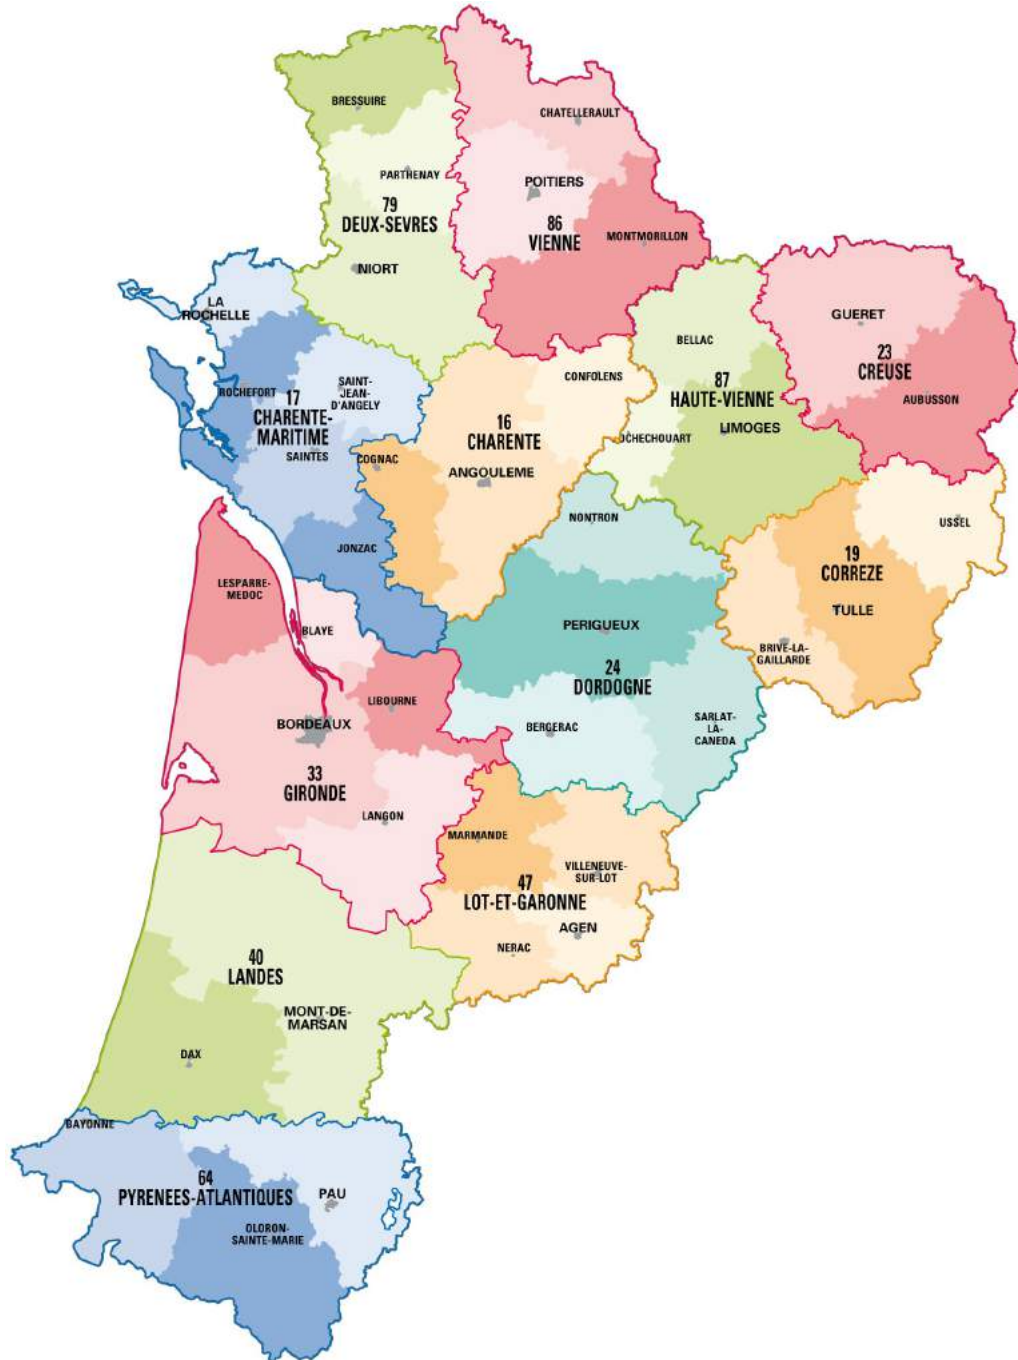 BRESSUIRE
CHATELLERAULT
PARTHENAY
POITIERS
79
DEUX-SEVRES
86
VIENNE
MONTMORILLON
NIORT
LA
ROCHELLE
GUERET
BELLAC
23
CREUSE
CONFOLENS
ROCHEFORT
SAINT-
JEAN-
D'ANGELY
87
HAUTE-VIENNE
AUBUSSON
17
CHARENTE-
MARITIME
16
CHARENTE
LIMOGES
OCHECHOUART
SAINTES
COGNAC
ANGOULEME
NONTRON
USSEL
JONZAC
19
CORREZE
LESPARRE-
MEDOC
TULLE
BLAYE
PERIGUEUX
BRIVE-LA-
GAILLARDE
24
DORDOGNE
LIBOURNE
BORDEAUX
BERGERAC
SARLAT-
LA-
CANEDA
33
GIRONDE
LANGON
MARMANDE
VILLENEUVE-
SUR-LOT
47
LOT-ET-GARONNE
AGEN
NERAC
40
LANDES
MONT-DE-
MARSAN
DAX
BAYONNE
64
PYRENEES-ATLANTIQUES
PAU
OLORON-
SAINTE-MARIE